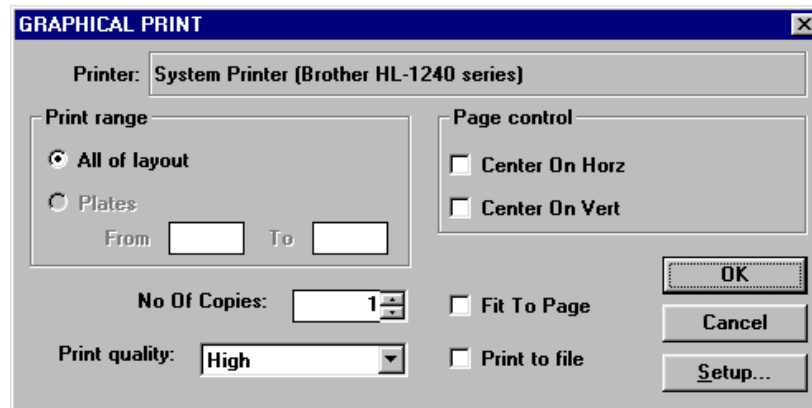 GRAPHICAL PRINT
Printer: System Printer (Brother HL-1240 series)
Print range
All of layout
Plates
From To
Page control
Center On Horz
Center On Vert
No Of Copies: 1
Print quality: High
Fit To Page
Print to file
OK
Cancel
Setup...